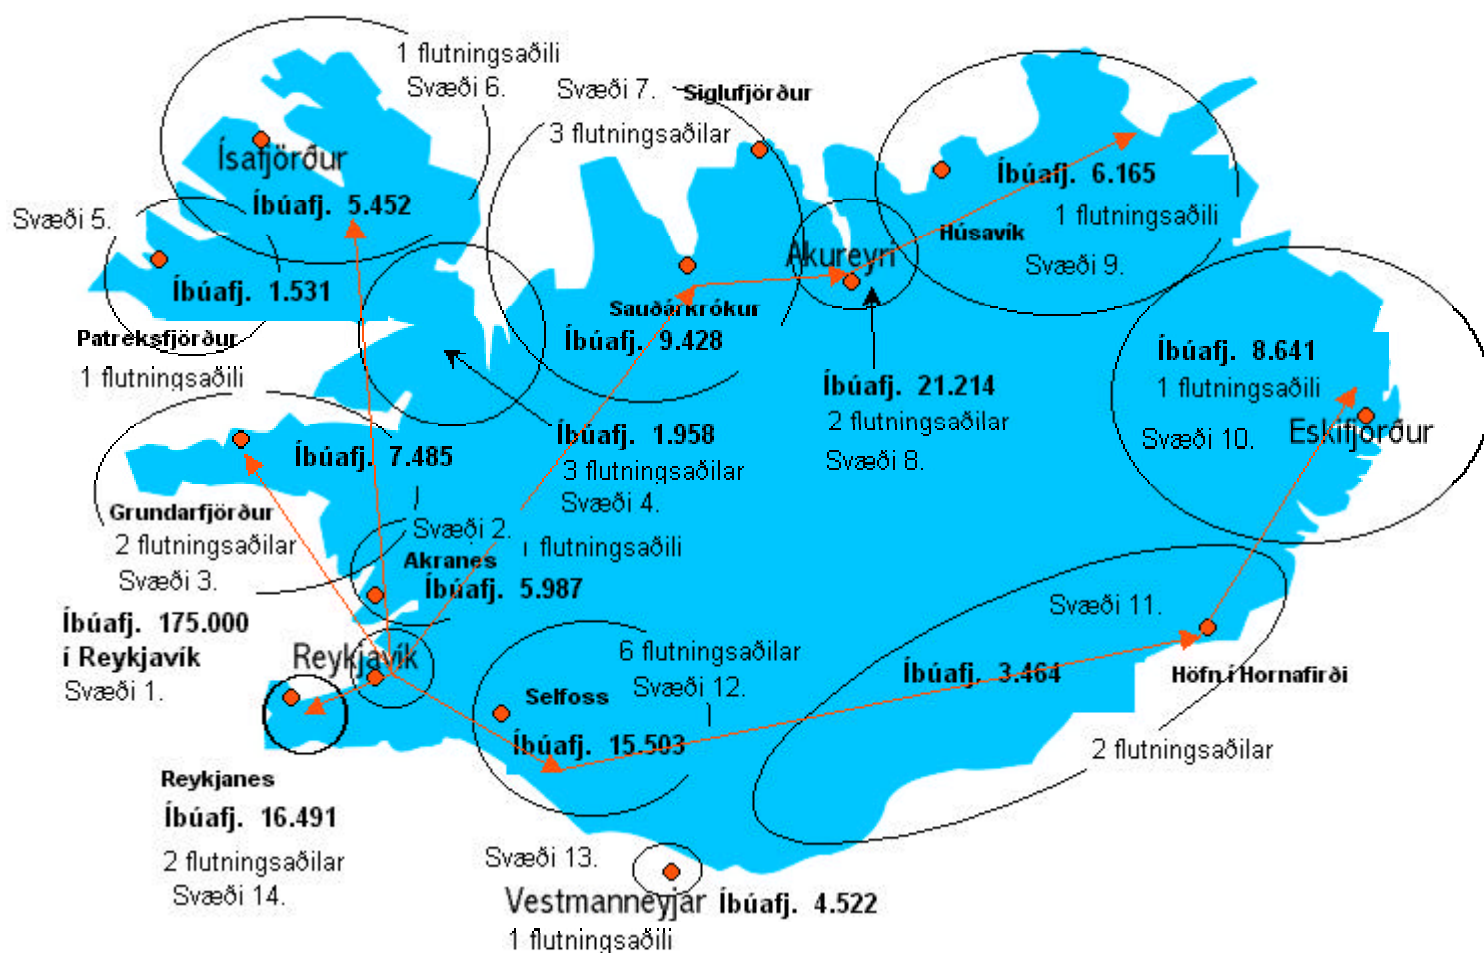 1 flutningsaðili
Svæði 6.
Svæði 7.
Siglufjörður
3 flutningsaðilar
Ísafjörður
Íbúafj. 5.452
Íbúafj. 6.165
1 flutningsaðili
Húsavík
Svæði 9.
Svæði 5.
Íbúafj. 1.531
Patreksfjörður
1 flutningsaðili
Akureyri
Sauðárkrókur
Íbúafj. 9.428
Íbúafj. 21.214
2 flutningsaðilar
Svæði 8.
Íbúafj. 8.641
1 flutningsaðili
Svæði 10.
Eskifjörður
Íbúafj. 1.958
3 flutningsaðilar
Svæði 4.
Íbúafj. 7.485
Grundarfjörður
2 flutningsaðilar
Svæði 3.
Svæði 2.
1 flutningsaðili
Akranes
Íbúafj. 5.987
Íbúafj. 175.000
í Reykjavík
Svæði 1.
Reykjavík
6 flutningsaðilar
Svæði 12.
Selfoss
Íbúafj. 15.503
Svæði 11.
Íbúafj. 3.464
Höfn í Hornafirði
2 flutningsaðilar
Reykjanes
Íbúafj. 16.491
2 flutningsaðilar
Svæði 14.
Svæði 13.
Vestmanneyjar Íbúafj. 4.522
1 flutningsaðili